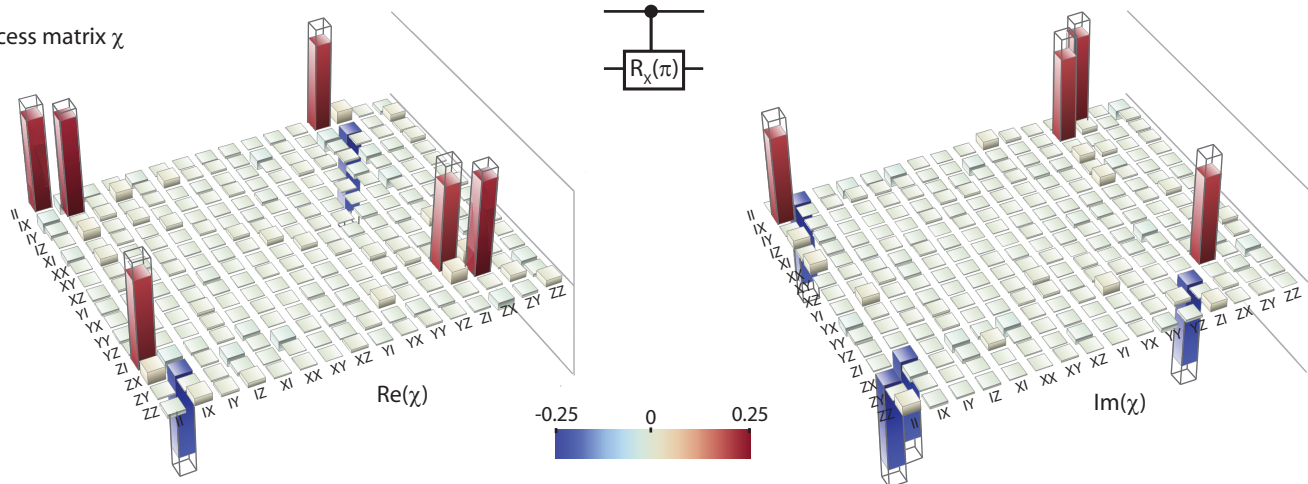 cess matrix χ
R_x(π)
II
IX
IY
IZ
XI
XX
XY
XZ
YI
YX
YY
YZ
ZI
ZX
ZY
ZZ
II
IX
IY
IZ
XI
XX
XY
XZ
YI
YX
YY
YZ
ZI
ZX
ZY
ZZ
Re(χ)
-0.25 0 0.25
II
IX
IY
IZ
XI
XX
XY
XZ
YI
YX
YY
YZ
ZI
ZX
ZY
ZZ
II
IX
IY
IZ
XI
XX
XY
XZ
YI
YX
YY
YZ
ZI
ZX
ZY
ZZ
Im(χ)